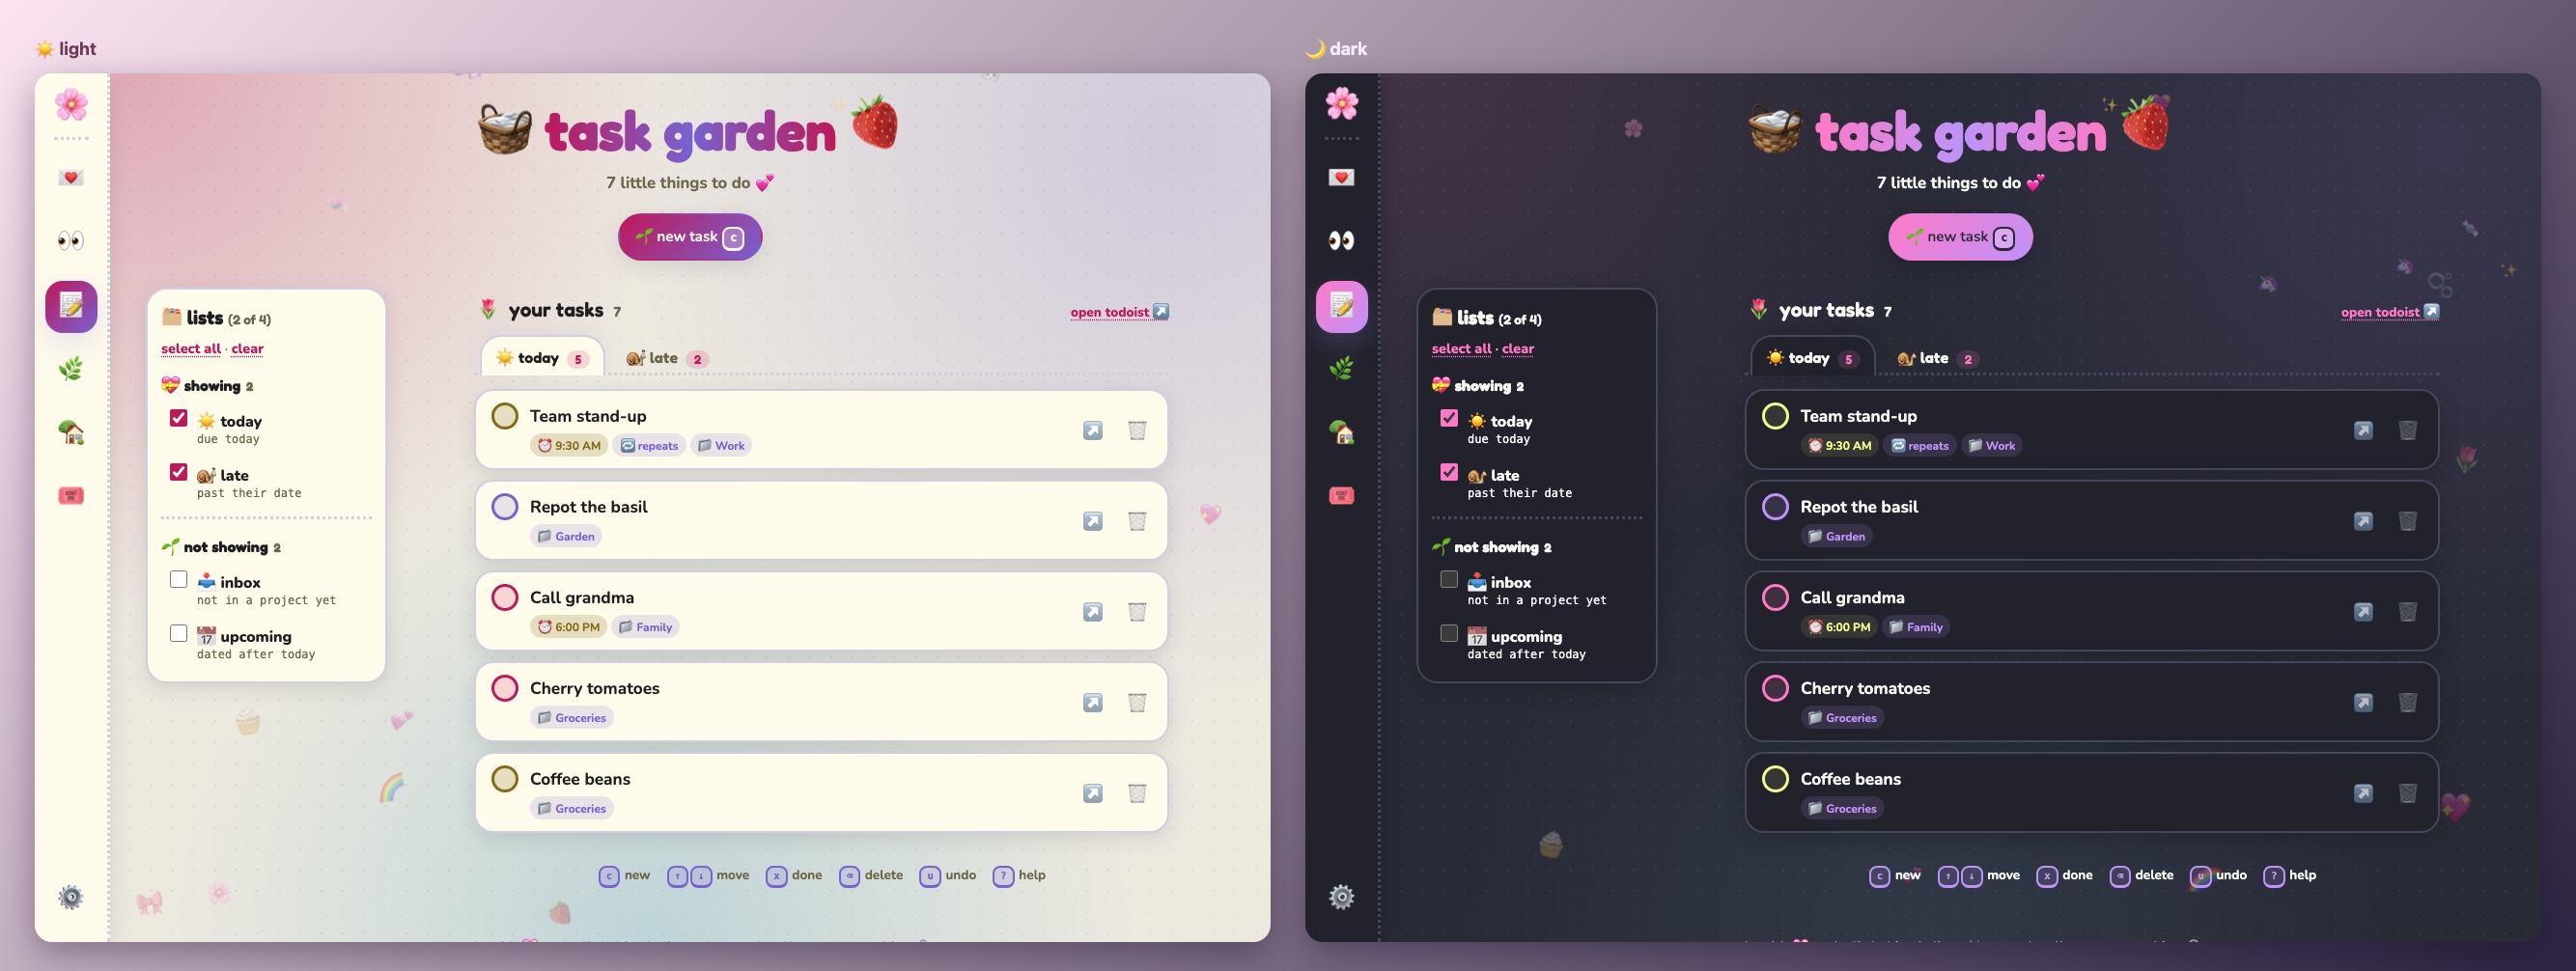 light
task garden
7 little things to do
new task c
lists (2 of 4)
select all · clear
showing 2
today
due today
late
past their date
not showing 2
inbox
not in a project yet
upcoming
dated after today
your tasks 7
open todoist
today 5
late 2
Team stand-up
9:30 AM repeats Work
Repot the basil
Garden
Call grandma
6:00 PM Family
Cherry tomatoes
Groceries
Coffee beans
Groceries
c new ↑ ↓ move x done ⌫ delete u undo ? help
dark
task garden
7 little things to do
new task c
lists (2 of 4)
select all · clear
showing 2
today
due today
late
past their date
not showing 2
inbox
not in a project yet
upcoming
dated after today
your tasks 7
open todoist
today 5
late 2
Team stand-up
9:30 AM repeats Work
Repot the basil
Garden
Call grandma
6:00 PM Family
Cherry tomatoes
Groceries
Coffee beans
Groceries
c new ↑ ↓ move x done ⌫ delete u undo ? help